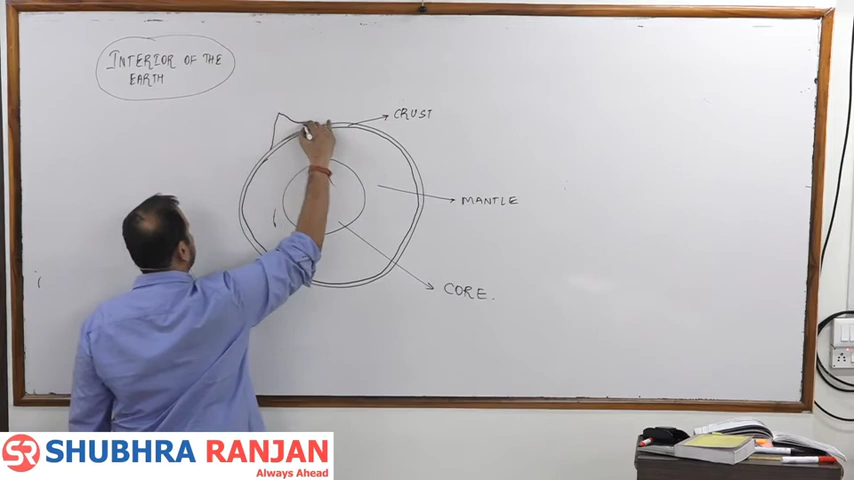 INTERIOR OF THE
EARTH
CRUST
MANTLE
CORE.
SR SHUBHRA RANJAN
Always Ahead